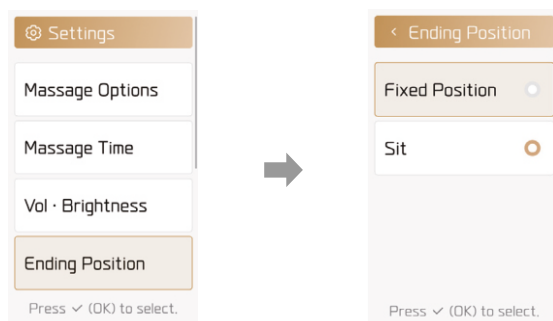 Settings
Massage Options
Massage Time
Vol · Brightness
Ending Position
Press ✓ (OK) to select.
< Ending Position
Fixed Position
Sit
Press ✓ (OK) to select.